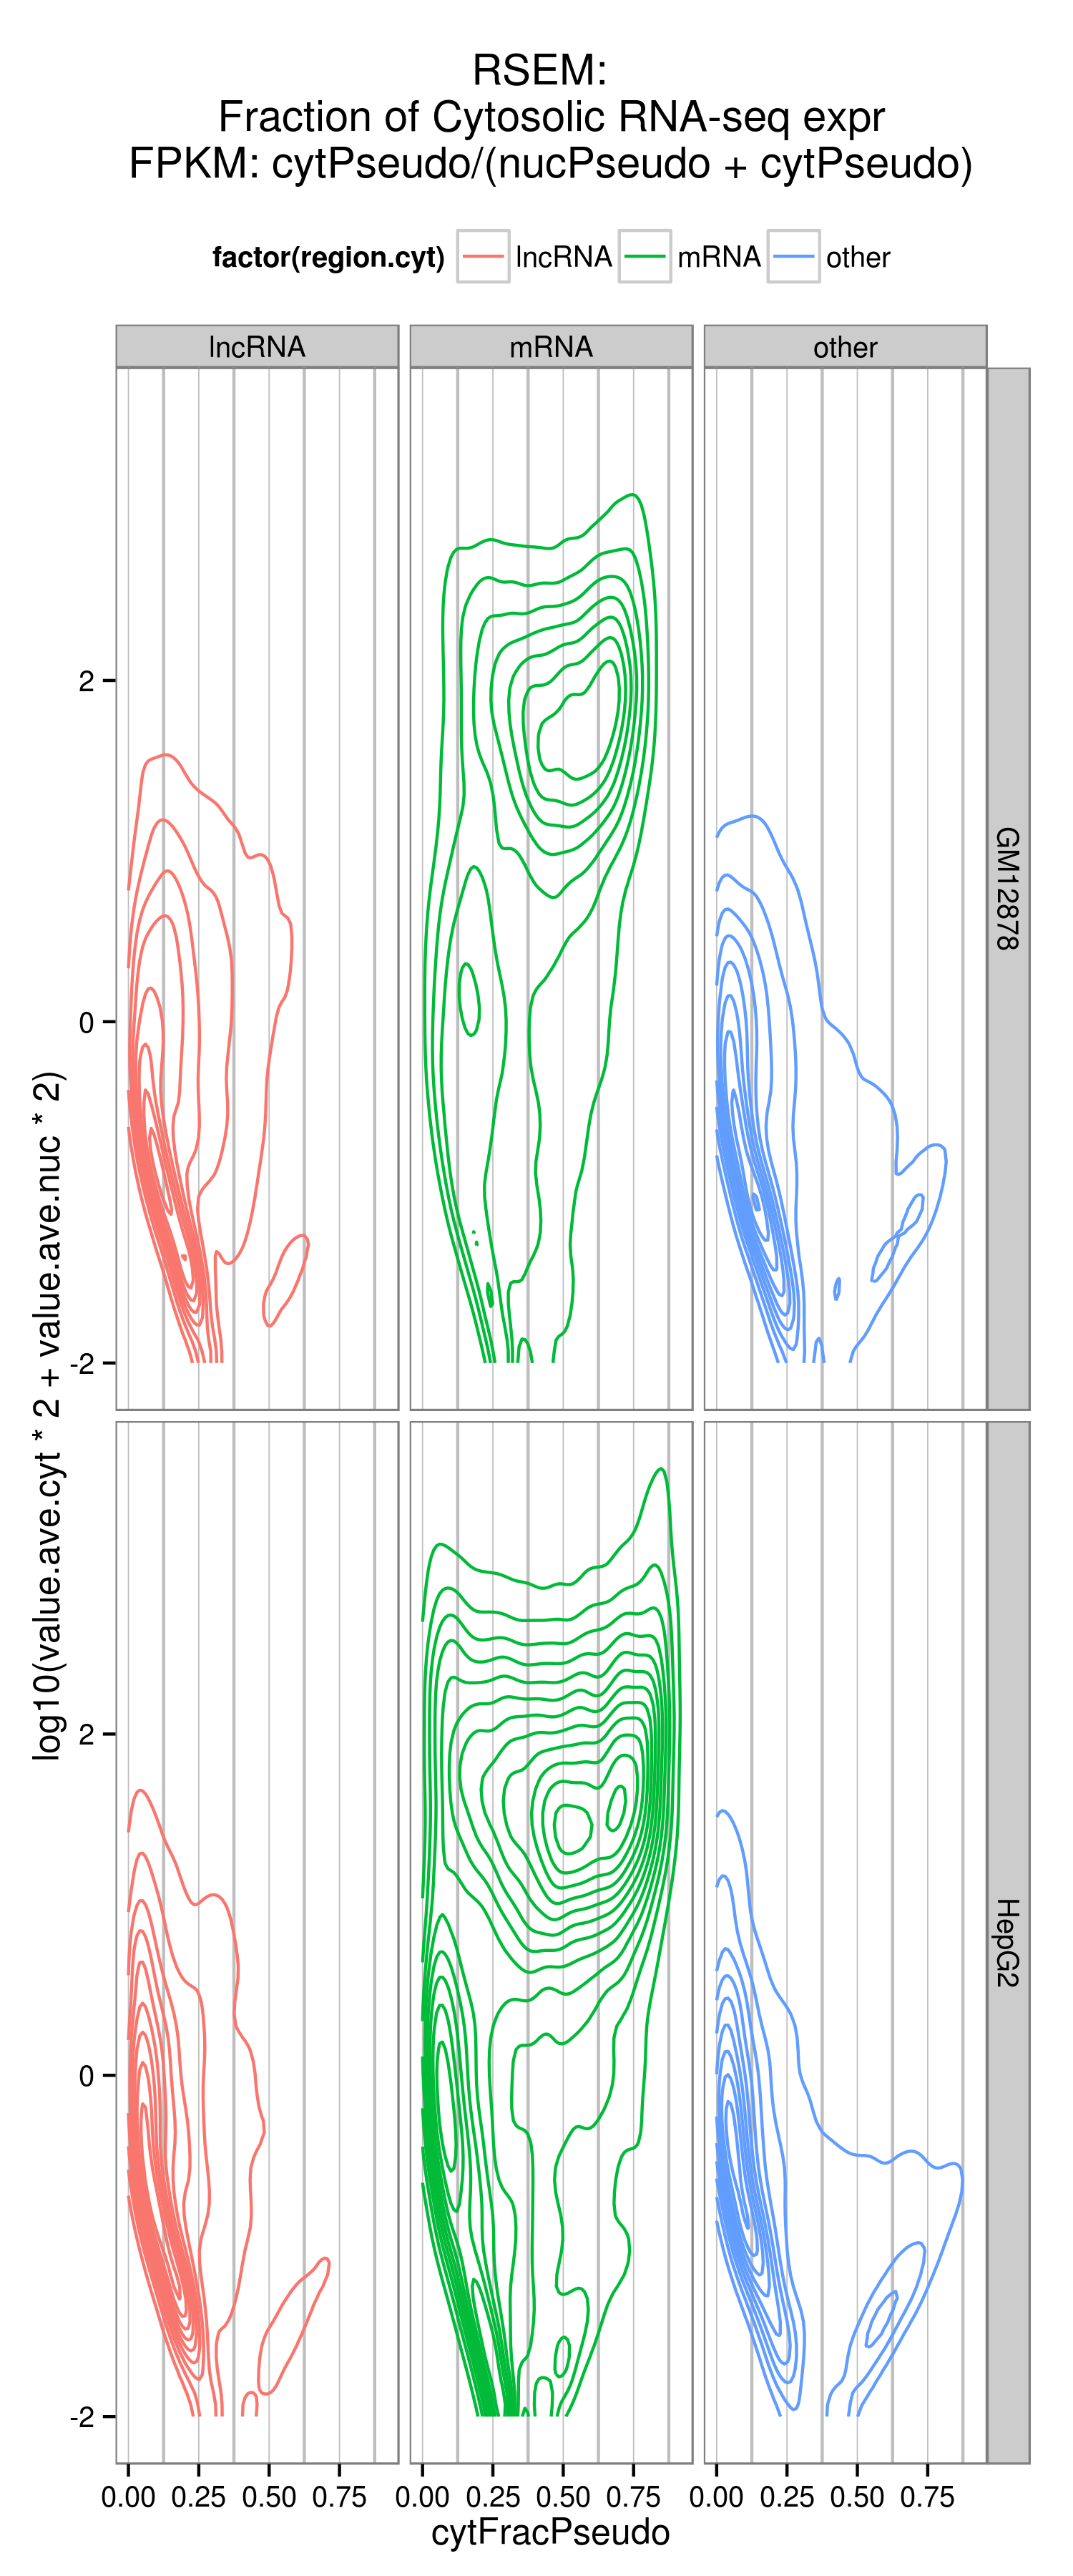 RSEM:
Fraction of Cytosolic RNA-seq expr
FPKM: cytPseudo/(nucPseudo + cytPseudo)
factor(region.cyt) lncRNA mRNA other
lncRNA mRNA other
GM12878
2
0
-2
log10(value.ave.cyt * 2 + value.ave.nuc * 2)
HepG2
2
0
-2
0.00 0.25 0.50 0.75 0.00 0.25 0.50 0.75 0.00 0.25 0.50 0.75
cytFracPseudo